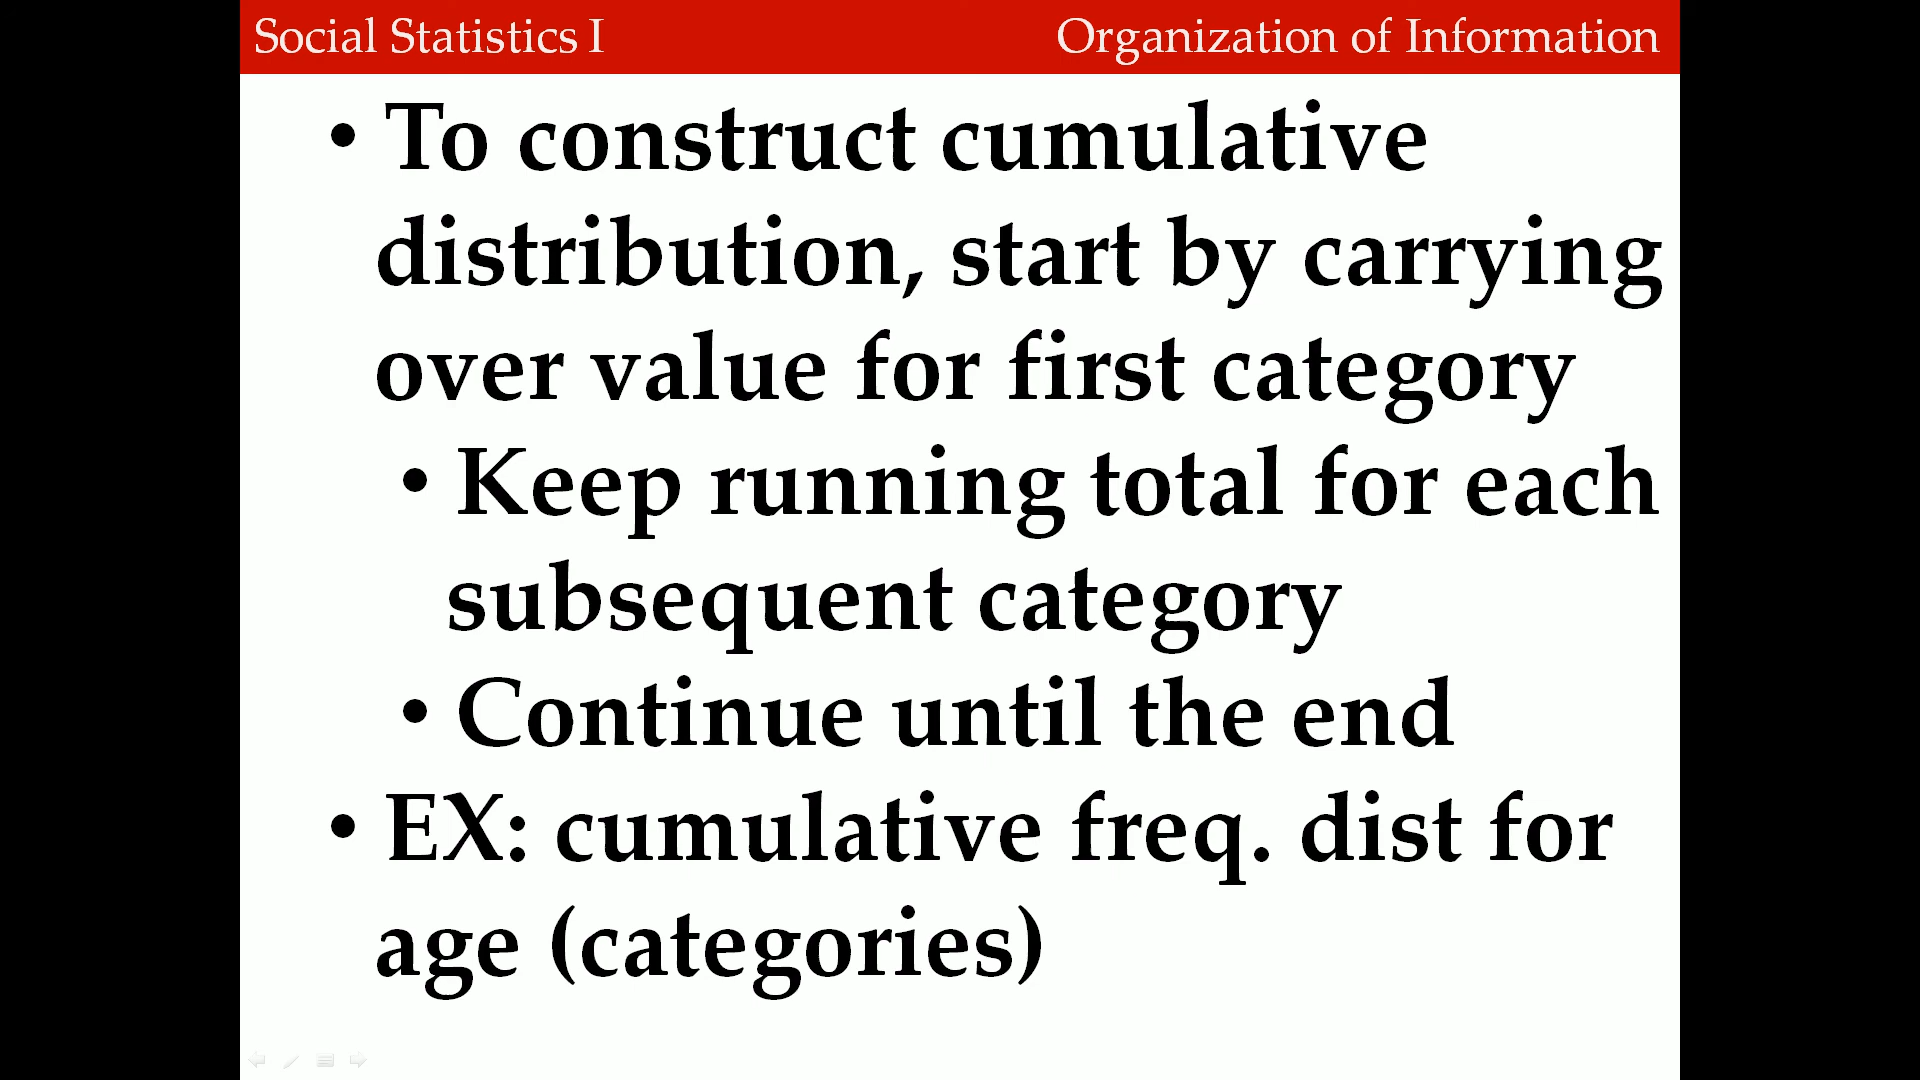 Social Statistics I
Organization of Information
• To construct cumulative
distribution, start by carrying
over value for first category
• Keep running total for each
subsequent category
• Continue until the end
• EX: cumulative freq. dist for
age (categories)